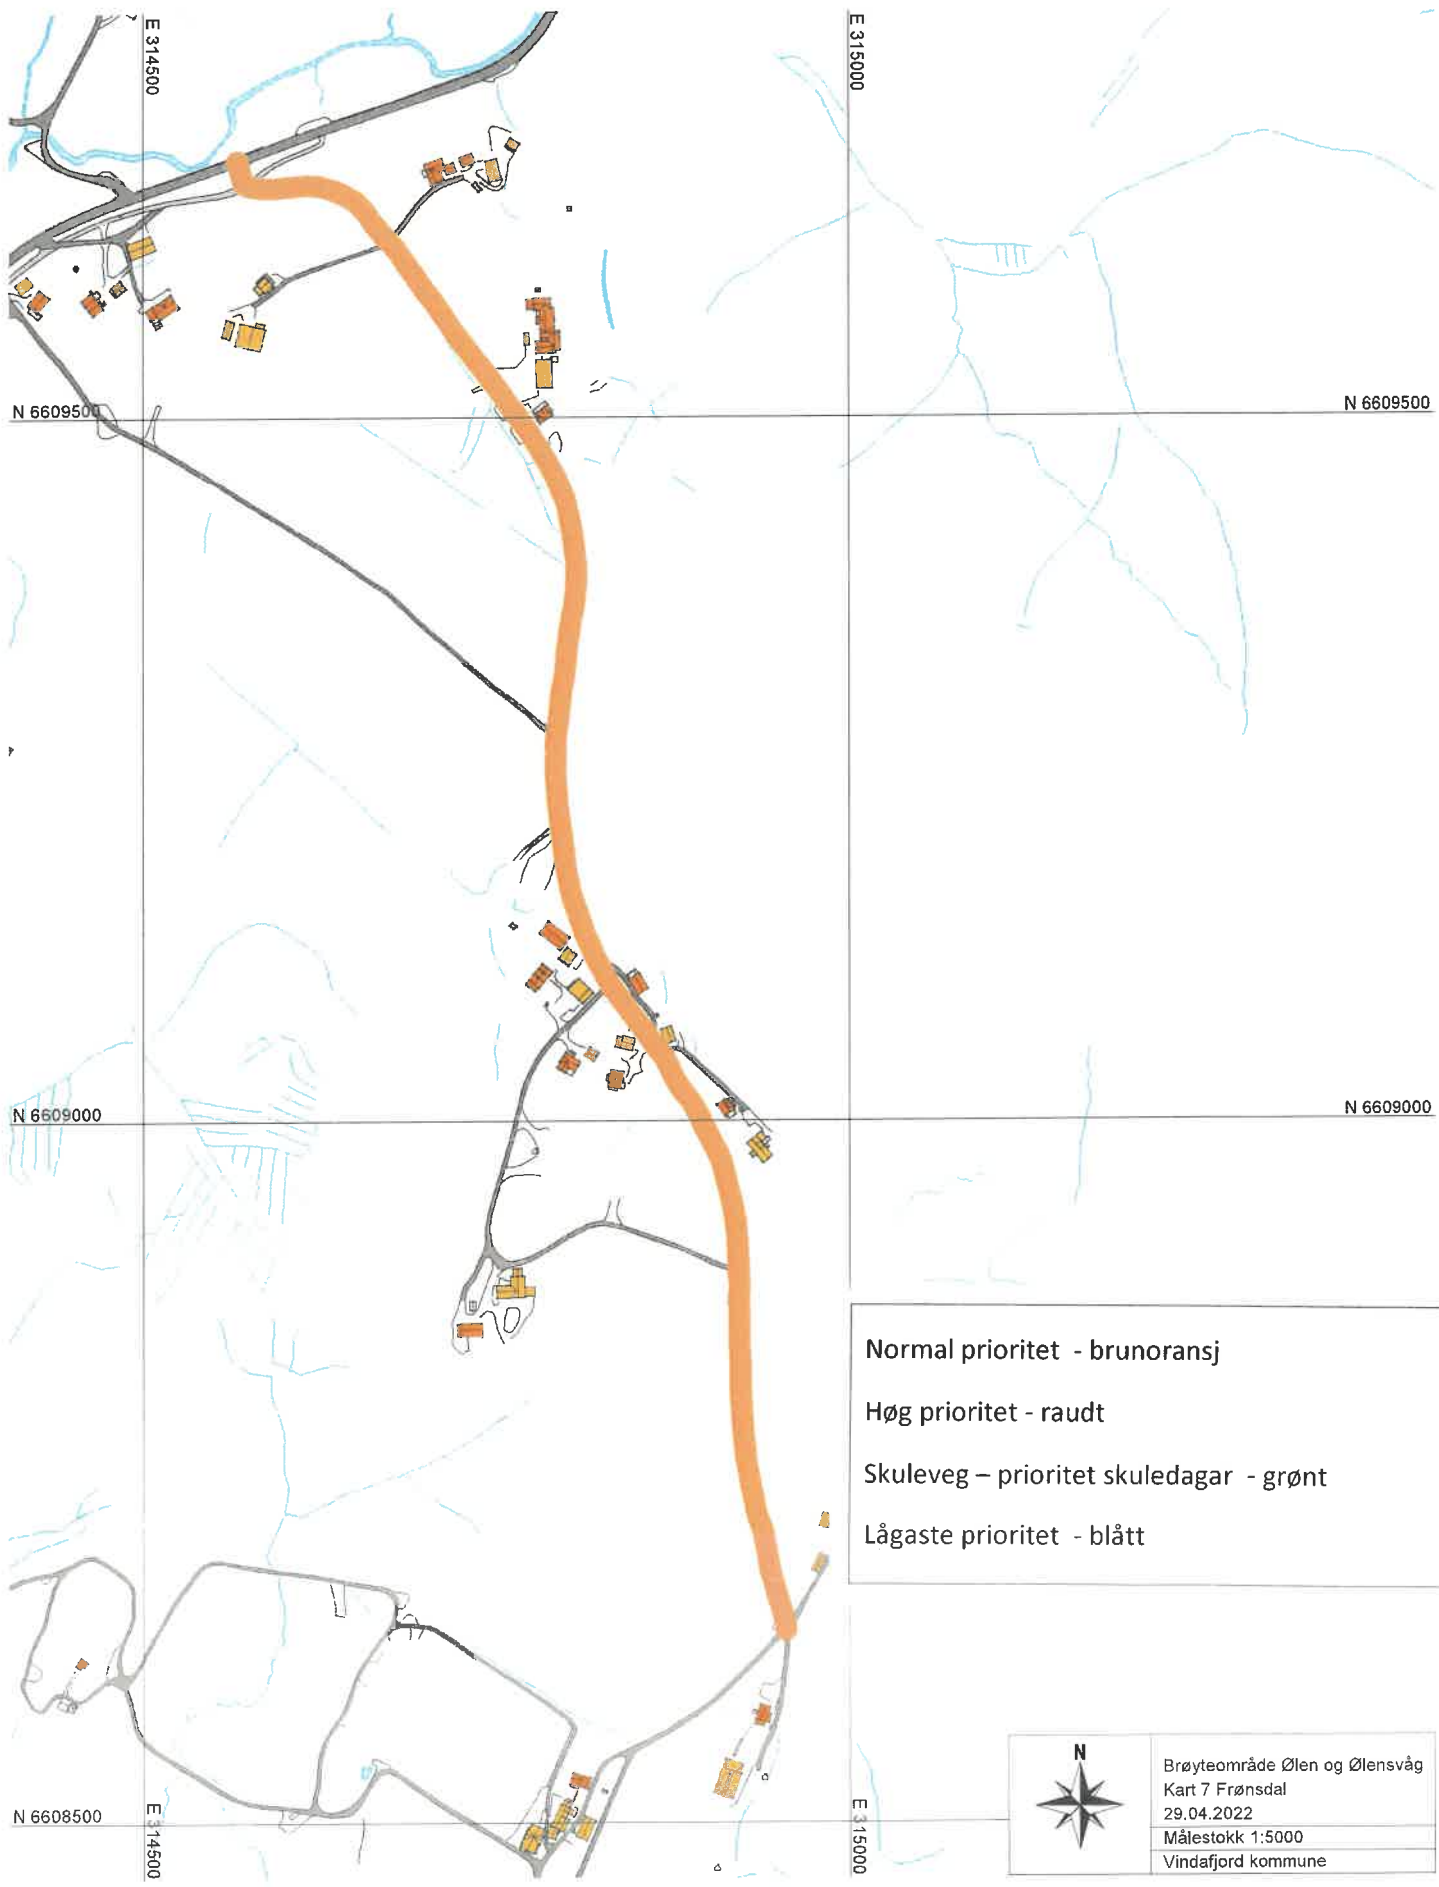 E 314500
E 315000
N 6609500
N 6609500
N 6609000
N 6609000
Normal prioritet - brunoransj
Høg prioritet - raudt
Skuleveg – prioritet skuledagar - grønt
Lågaste prioritet - blått
N 6608500
E 314500
E 315000
N
Brøyteområde Ølen og Ølensvåg
Kart 7 Frønsdal
29.04.2022
Målestokk 1:5000
Vindafjord kommune